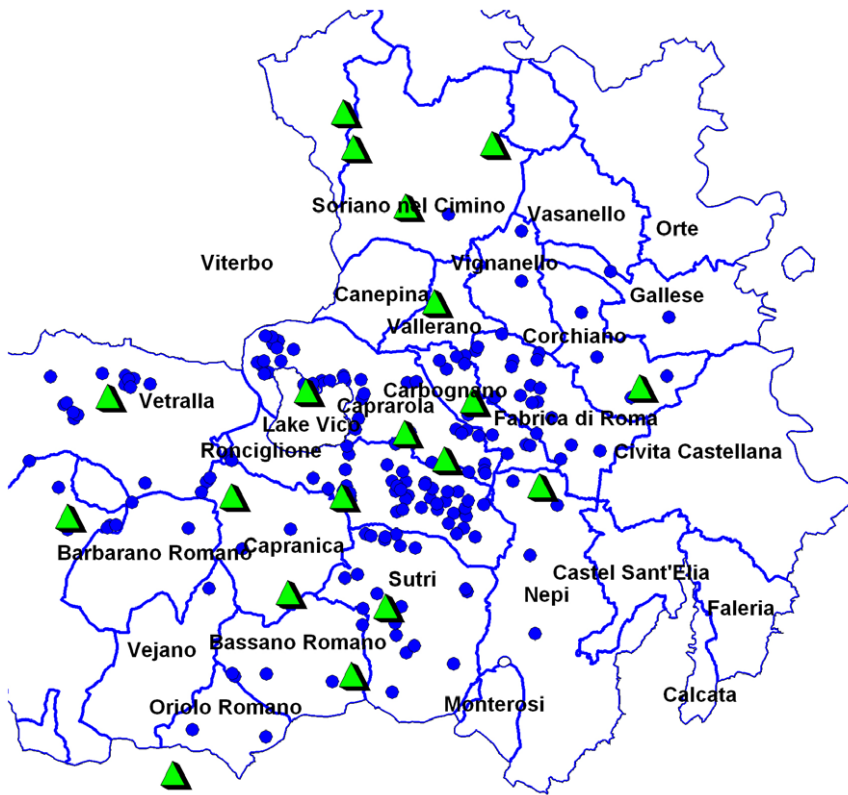 Soriano nel Cimino
Vasanello
Orte
Viterbo
Vignanello
Canepina
Gallese
Vallerano
Corchiano
Carbognano
Vetralla
Caprarola
Lake Vico
Fabrica di Roma
Ronciglione
Civita Castellana
Barbarano Romano
Capranica
Castel Sant'Elia
Sutri
Nepi
Faleria
Bassano Romano
Vejano
Calcata
Oriolo Romano
Monterosi